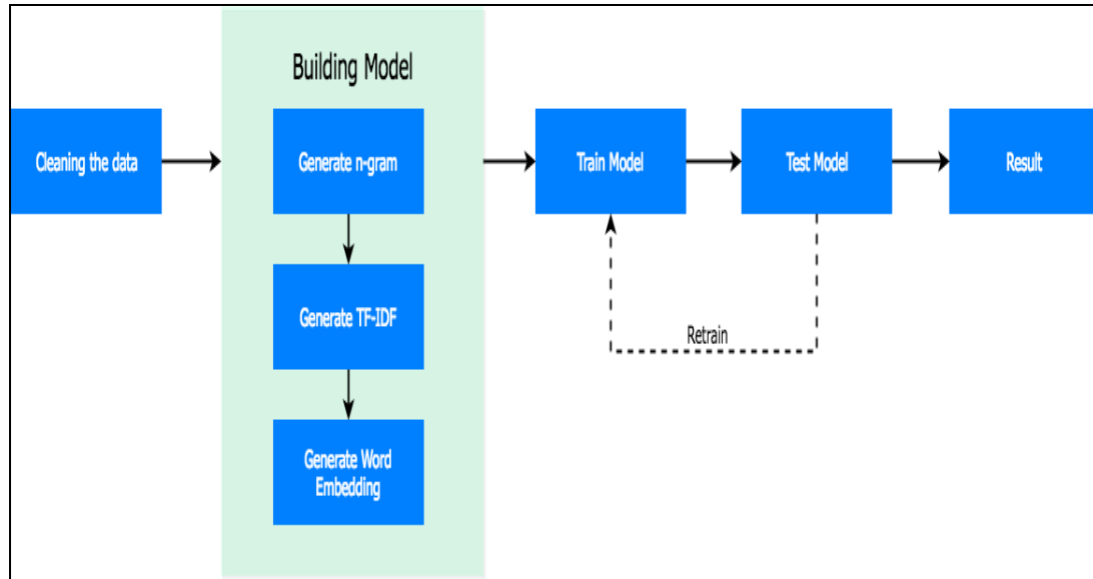 Building Model
Cleaning the data
Generate n-gram
Train Model
Test Model
Result
Generate TF-IDF
Retrain
Generate Word
Embedding